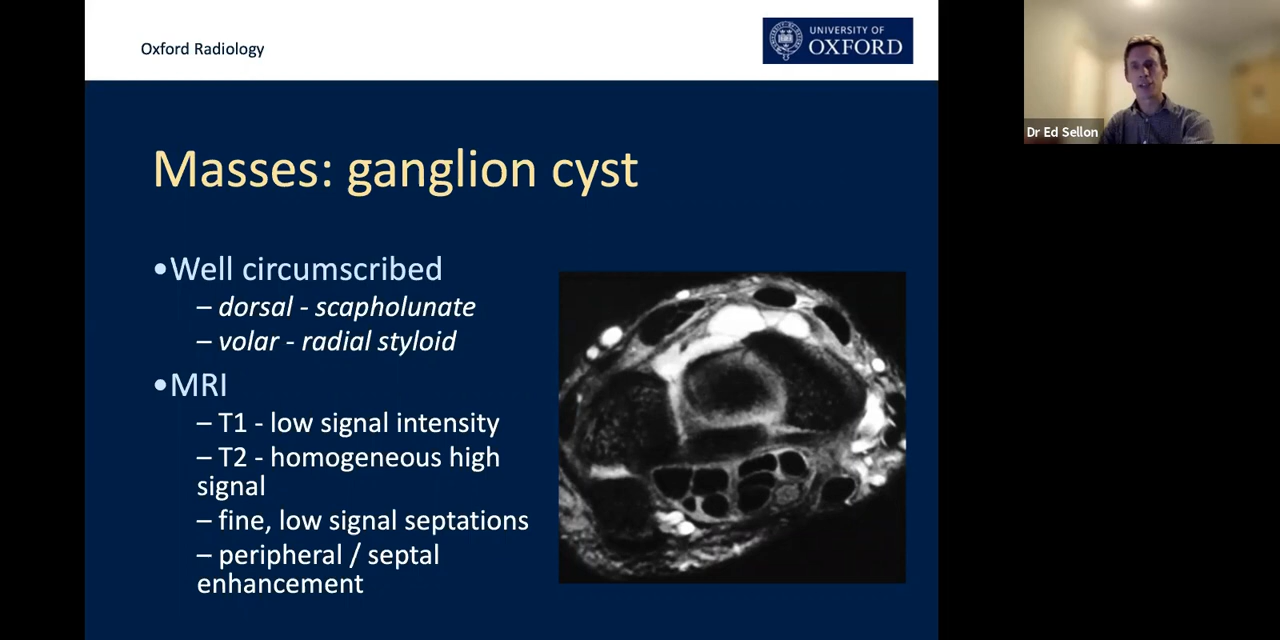 Oxford Radiology
UNIVERSITY OF
OXFORD
Dr Ed Sellon
Masses: ganglion cyst
•Well circumscribed
– dorsal - scapholunate
– volar - radial styloid
•MRI
– T1 - low signal intensity
– T2 - homogeneous high
signal
– fine, low signal septations
– peripheral / septal
enhancement